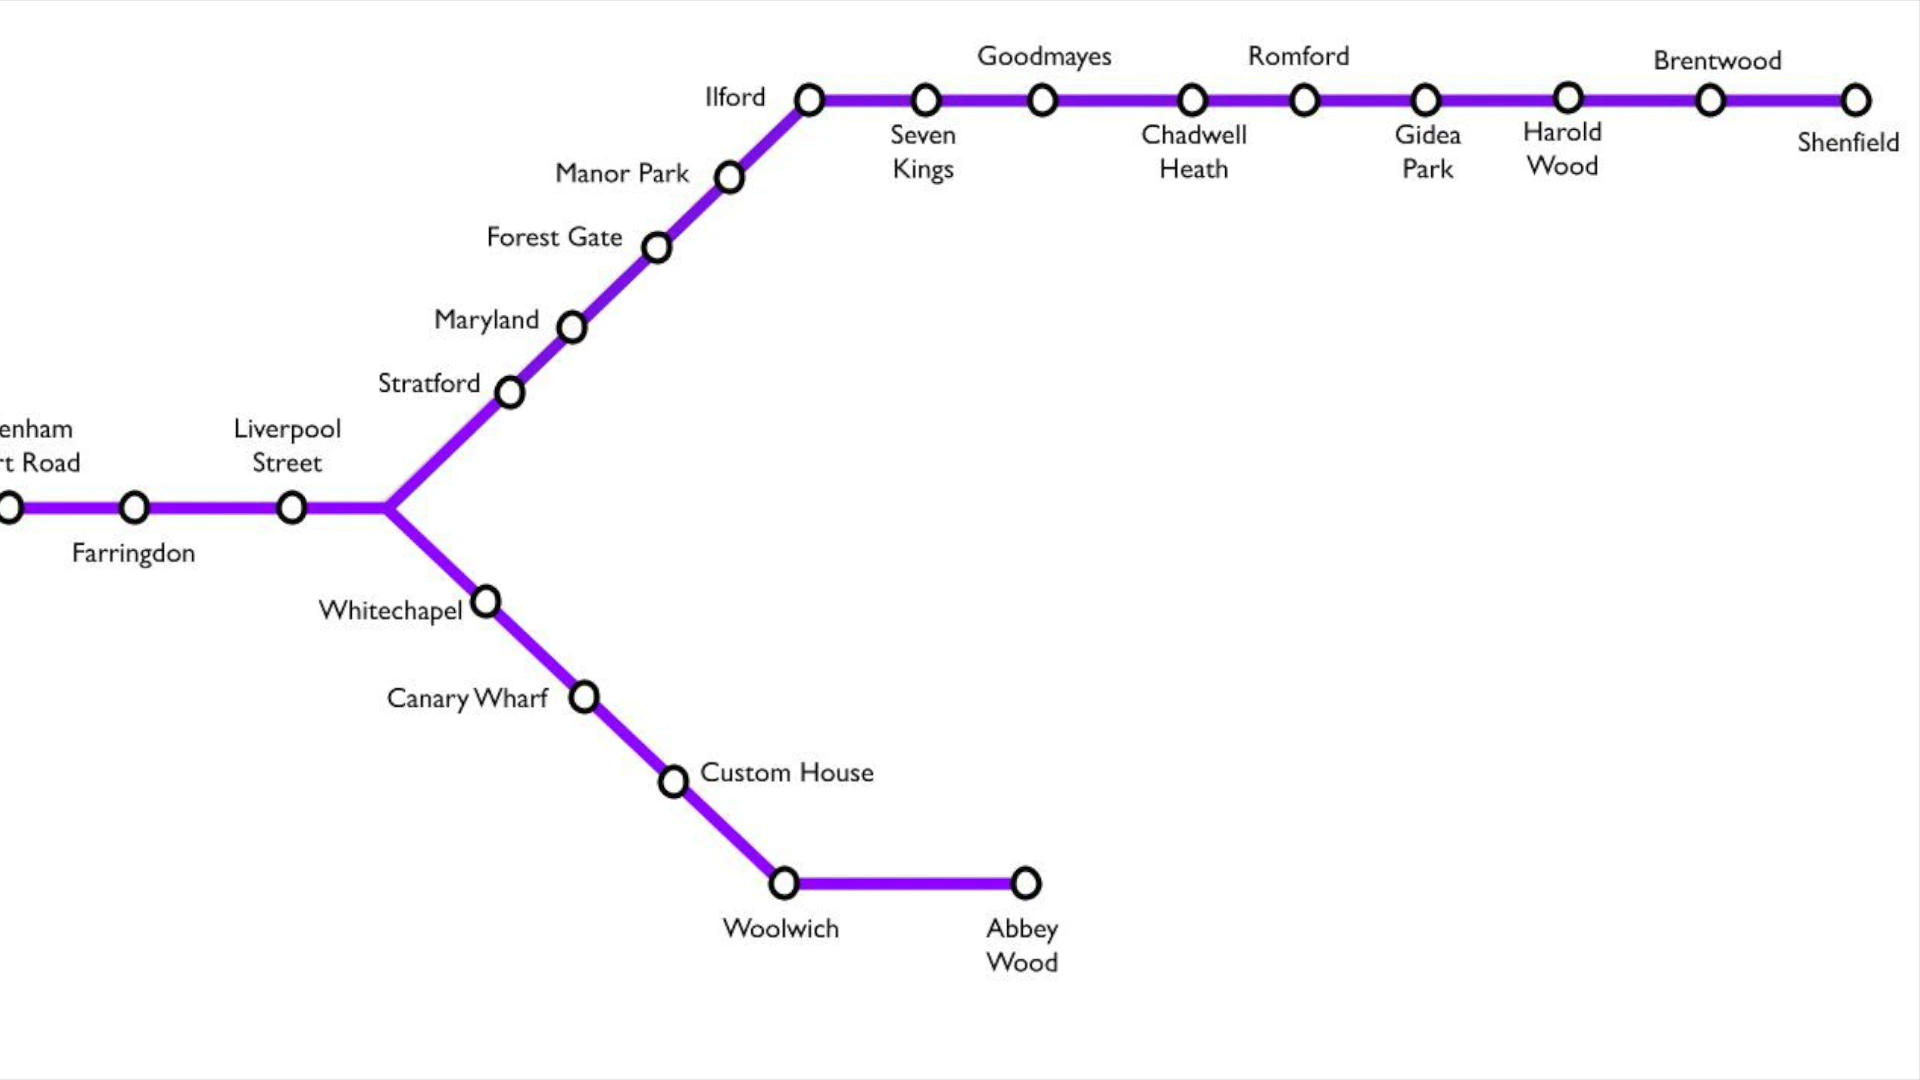 Goodmayes
Romford
Brentwood
Ilford
Seven
Kings
Chadwell
Heath
Gidea
Park
Harold
Wood
Shenfield
Manor Park
Forest Gate
Maryland
Stratford
enham
rt Road
Liverpool
Street
Farringdon
Whitechapel
Canary Wharf
Custom House
Woolwich
Abbey
Wood